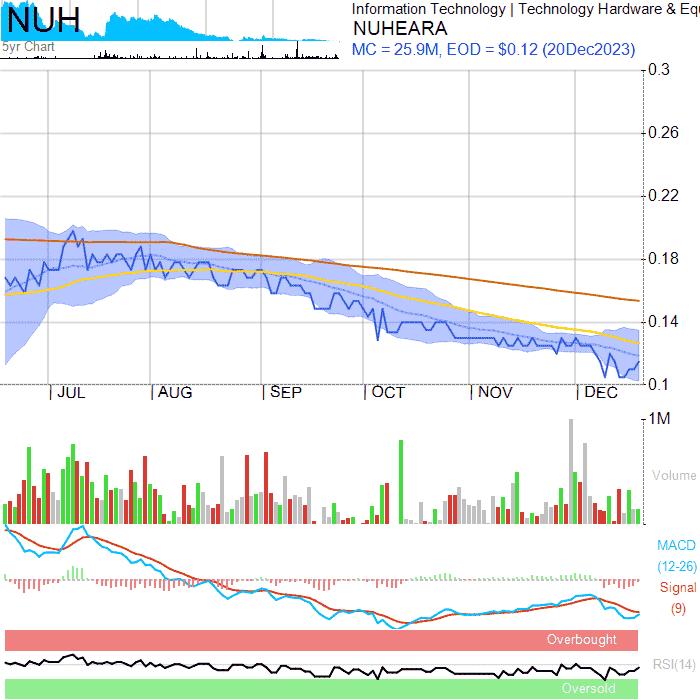 NUH
5yr Chart
Information Technology | Technology Hardware & Equ
NUHEARA
MC = 25.9M, EOD = $0.12 (20Dec2023)
0.3
0.26
0.22
0.18
0.14
0.1
JUL AUG SEP OCT NOV DEC
1M
Volume
MACD
(12-26)
Signal
(9)
Overbought
RSI(14)
Oversold